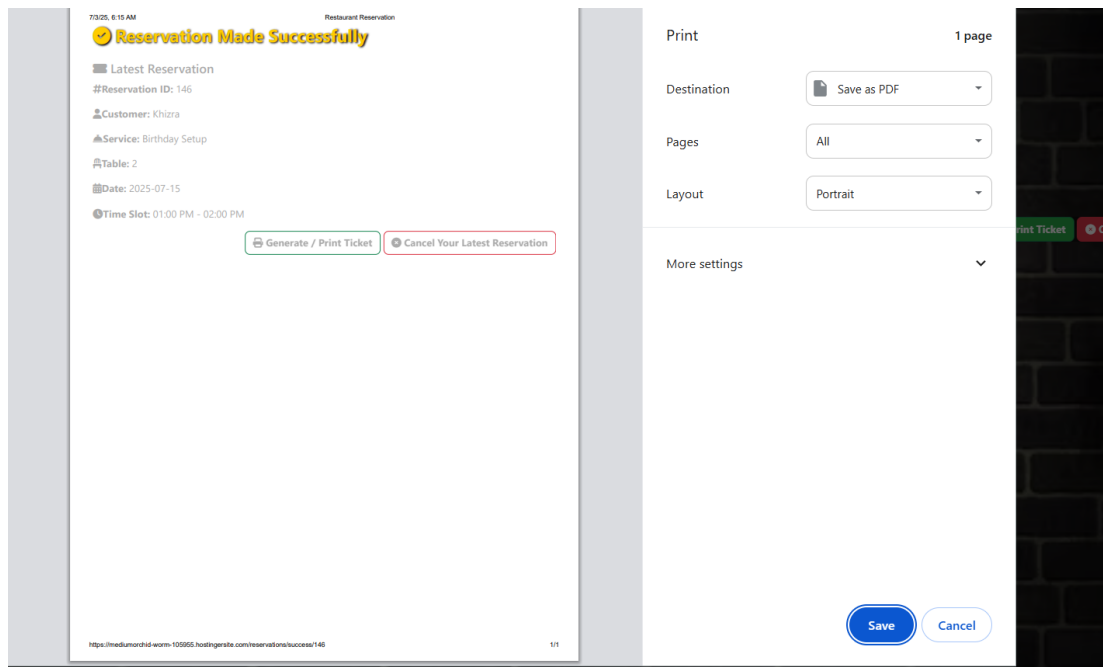 7/3/25, 6:15 AM Restaurant Reservation
Reservation Made Successfully
Latest Reservation
#Reservation ID: 146
Customer: Khizra
Service: Birthday Setup
Table: 2
Date: 2025-07-15
Time Slot: 01:00 PM - 02:00 PM
Generate / Print Ticket Cancel Your Latest Reservation
https://mediumorchid-worm-105955.hostingersite.com/reservations/success/146 1/1
Print 1 page
Destination Save as PDF
Pages All
Layout Portrait
More settings
Save Cancel
rint Ticket